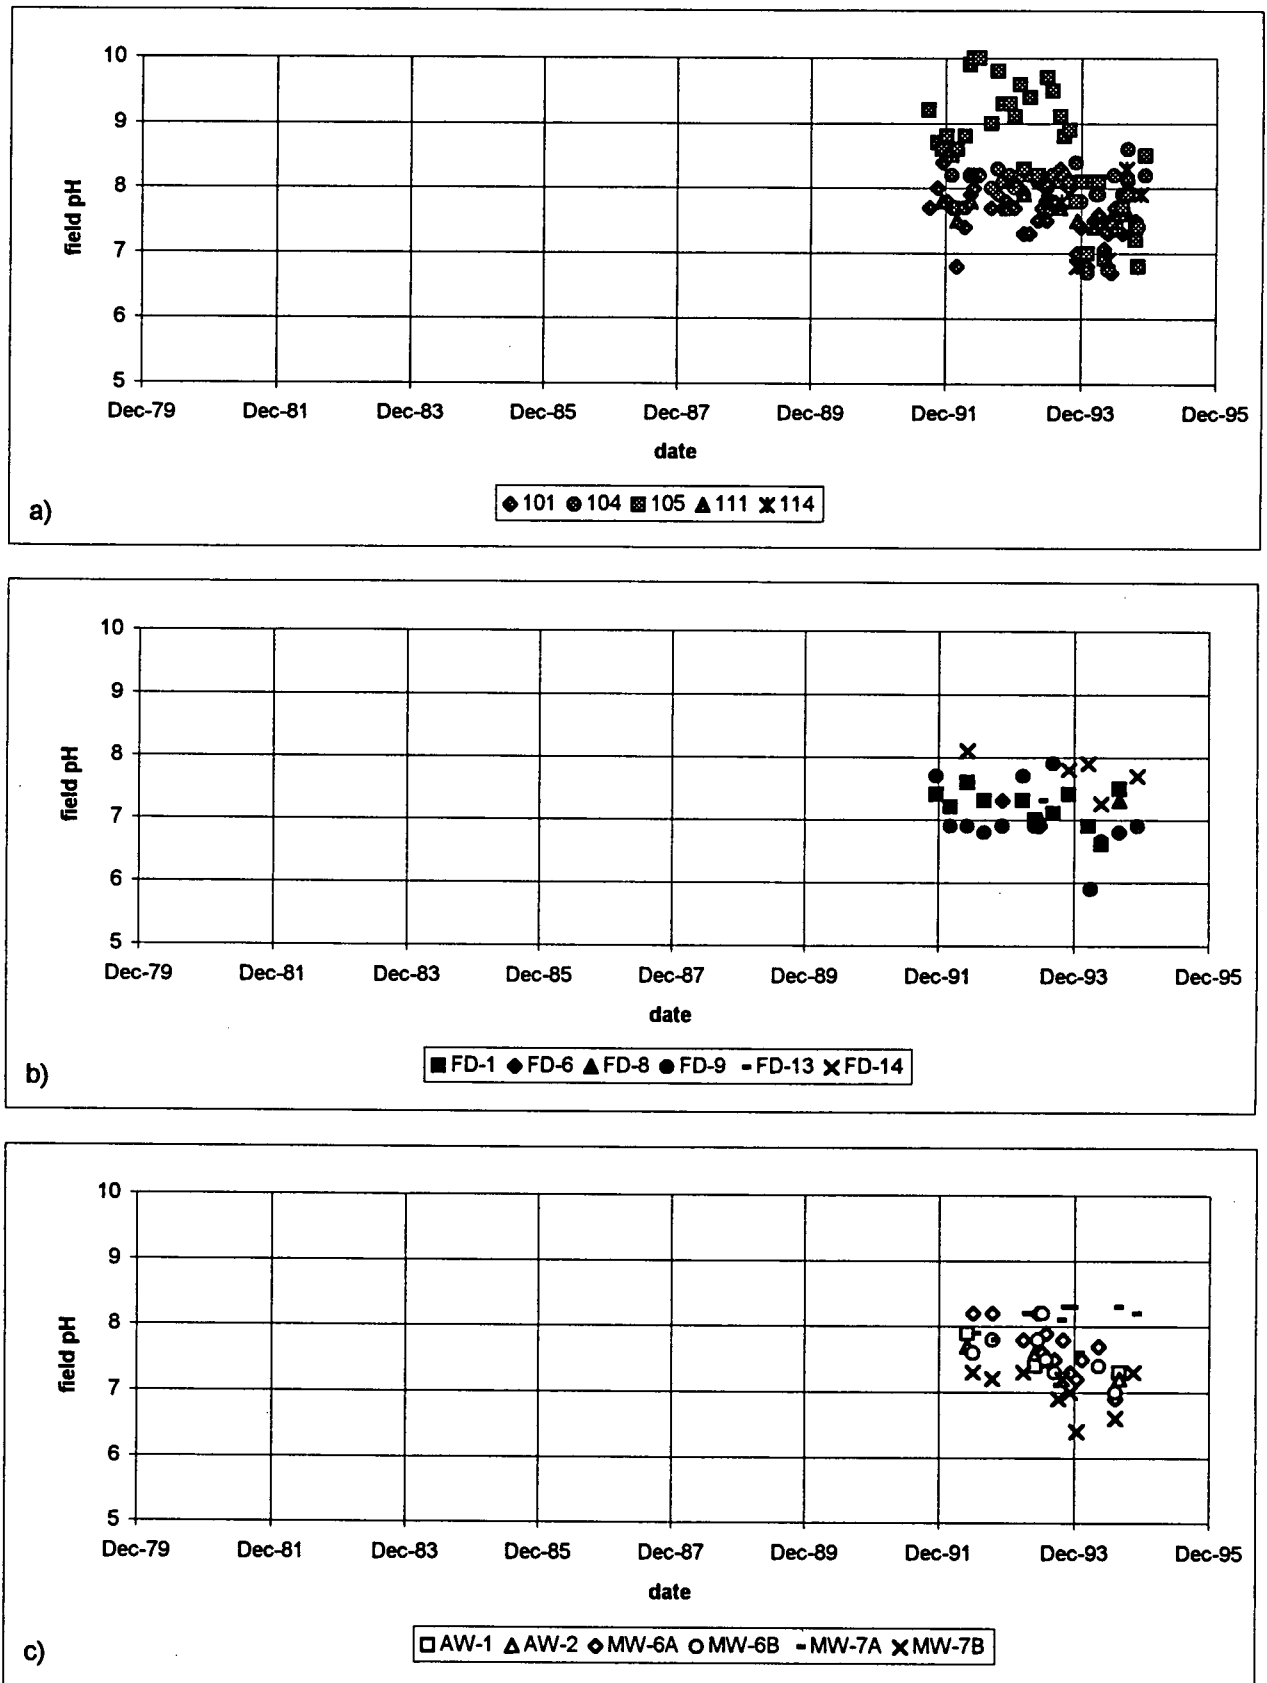 10
9
8
7
6
5
field pH
Dec-79 Dec-81 Dec-83 Dec-85 Dec-87 Dec-89 Dec-91 Dec-93 Dec-95
date
101 104 105 111 114
a)
10
9
8
7
6
5
field pH
Dec-79 Dec-81 Dec-83 Dec-85 Dec-87 Dec-89 Dec-91 Dec-93 Dec-95
date
FD-1 FD-6 FD-8 FD-9 FD-13 FD-14
b)
10
9
8
7
6
5
field pH
Dec-79 Dec-81 Dec-83 Dec-85 Dec-87 Dec-89 Dec-91 Dec-93 Dec-95
date
AW-1 AW-2 MW-6A MW-6B MW-7A MW-7B
c)